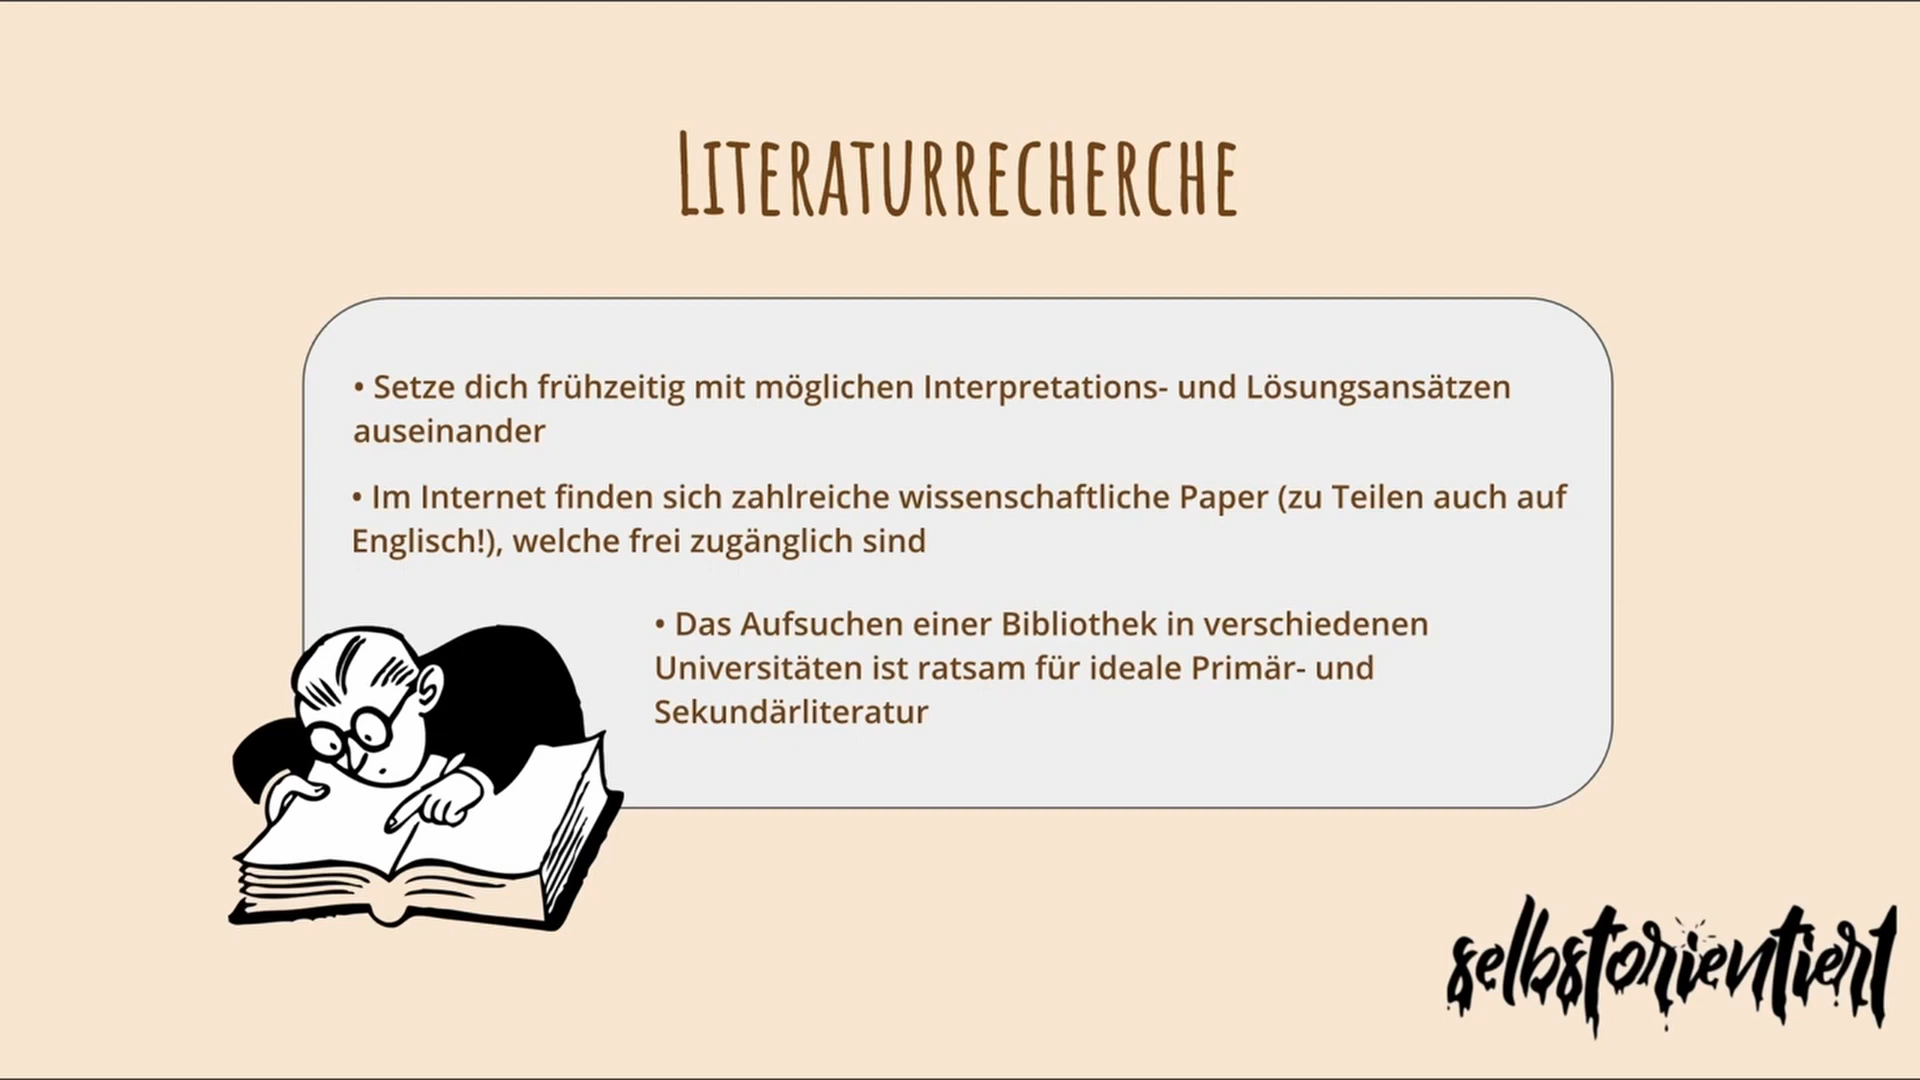 Literaturrecherche
• Setze dich frühzeitig mit möglichen Interpretations- und Lösungsansätzen
auseinander
• Im Internet finden sich zahlreiche wissenschaftliche Paper (zu Teilen auch auf
Englisch!), welche frei zugänglich sind
• Das Aufsuchen einer Bibliothek in verschiedenen
Universitäten ist ratsam für ideale Primär- und
Sekundärliteratur
selbstorientiert